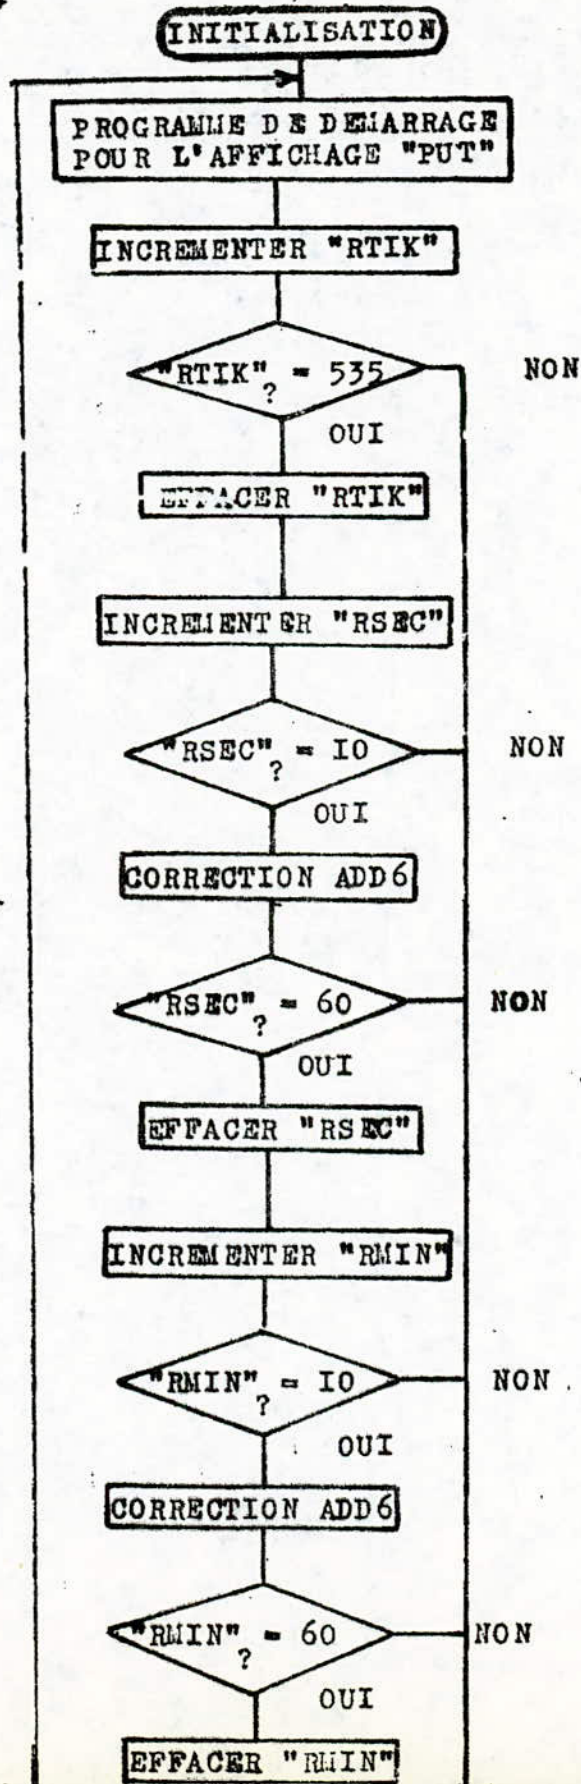 INITIALISATION
PROGRAMME DE DEMARRAGE
POUR L'AFFICHAGE "PUT"
INCREMENTER "RTIK"
"RTIK" = 535
?
NON
OUI
EFFACER "RTIK"
INCREMENTER "RSEC"
"RSEC" = IO
?
NON
OUI
CORRECTION ADD6
"RSEC" = 60
?
NON
OUI
EFFACER "RSEC"
INCREMENTER "RMIN"
"RMIN" = IO
?
NON
OUI
CORRECTION ADD6
"RMIN" = 60
?
NON
OUI
EFFACER "RMIN"